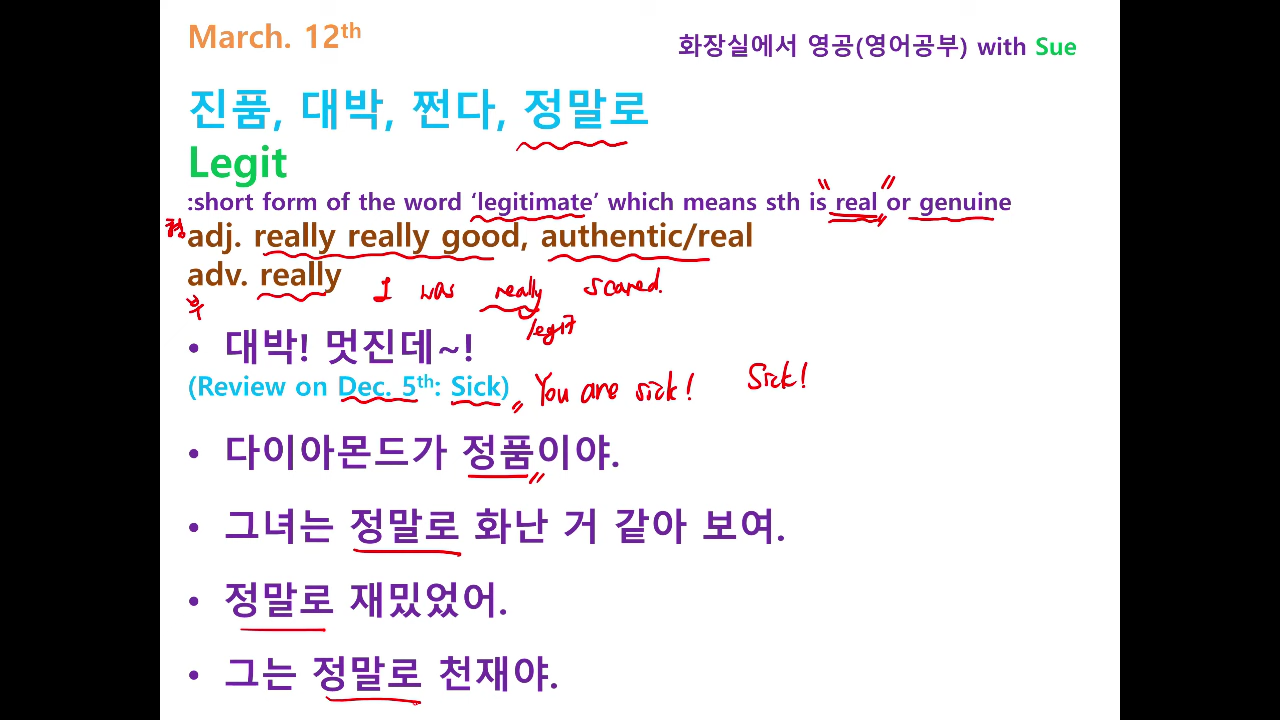 March. 12th
화장실에서 영공(영어공부) with Sue
진품, 대박, 쩐다, 정말로
Legit
:short form of the word ‘legitimate’ which means sth is "real" or genuine
형 adj. really really good, authentic/real
adv. really I was really scared.
부
legit
• 대박! 멋진데~!
(Review on Dec. 5th: Sick) You are sick! Sick!
• 다이아몬드가 정품이야.
• 그녀는 정말로 화난 거 같아 보여.
• 정말로 재밌었어.
• 그는 정말로 천재야.